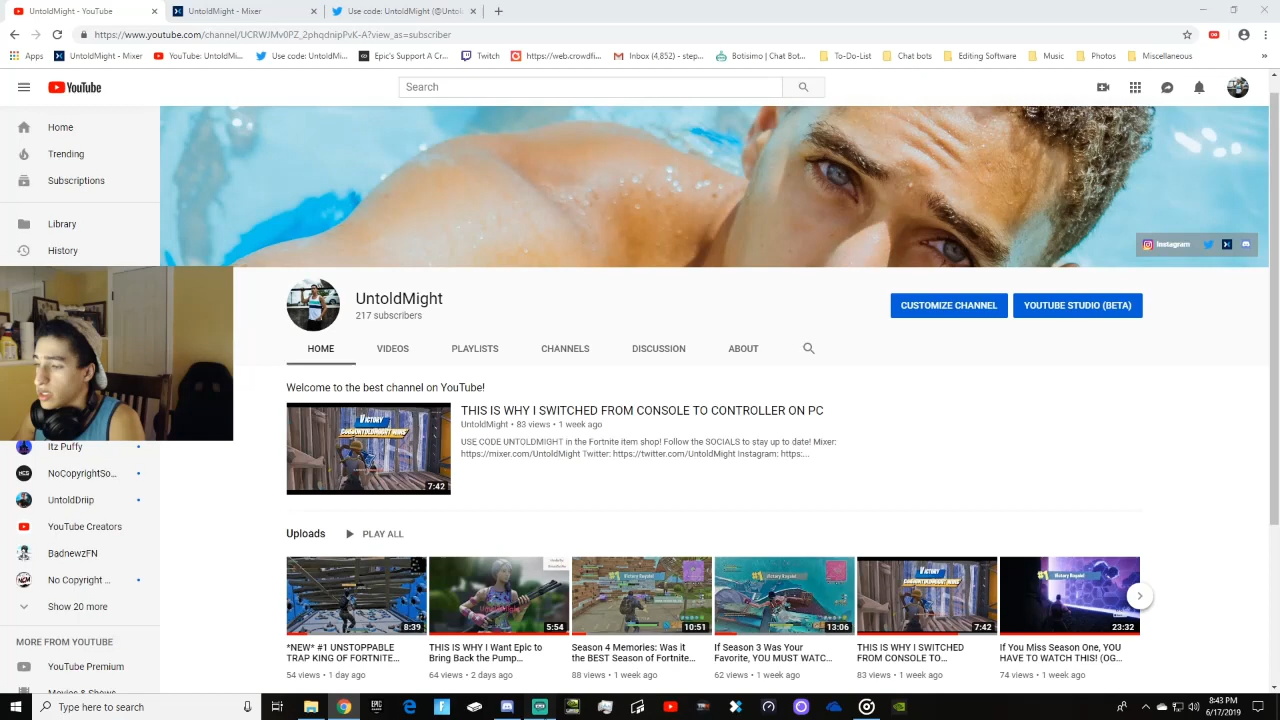 UntoldMight - YouTube
UntoldMight - Mixer
Use code: UntoldMight (@Untol
https://www.youtube.com/channel/UCRWJMv0PZ_2phqdnipPvK-A?view_as=subscriber
Apps
UntoldMight - Mixer
YouTube: UntoldMi...
Use code: UntoldMi...
Epic's Support A Cr...
Twitch
https://web.crowdfi...
Inbox (4,852) - step...
Botisimo | Chat Bot...
To-Do-List
Chat bots
Editing Software
Music
Photos
Miscellaneous
YouTube
Search
Home
Trending
Subscriptions
Library
History
Instagram
UntoldMight
217 subscribers
CUSTOMIZE CHANNEL
YOUTUBE STUDIO (BETA)
HOME
VIDEOS
PLAYLISTS
CHANNELS
DISCUSSION
ABOUT
Welcome to the best channel on YouTube!
THIS IS WHY I SWITCHED FROM CONSOLE TO CONTROLLER ON PC
UntoldMight • 83 views • 1 week ago
USE CODE UNTOLDMIGHT in the Fortnite item shop! Follow the SOCIALS to stay up to date! Mixer:
https://mixer.com/UntoldMight Twitter: https://twitter.com/UntoldMight Instagram: https:...
7:42
Itz Puffy
NoCopyrightSo...
UntoldDriip
YouTube Creators
BadnewzFN
No Copyright ...
Show 20 more
MORE FROM YOUTUBE
YouTube Premium
Movies & Shows
Uploads
PLAY ALL
8:39
*NEW* #1 UNSTOPPABLE
TRAP KING OF FORTNITE...
54 views • 1 day ago
5:54
THIS IS WHY I Want Epic to
Bring Back the Pump...
64 views • 2 days ago
10:51
Season 4 Memories: Was it
the BEST Season of Fortnite...
88 views • 1 week ago
13:06
If Season 3 Was Your
Favorite, YOU MUST WATC...
62 views • 1 week ago
7:42
THIS IS WHY I SWITCHED
FROM CONSOLE TO...
83 views • 1 week ago
23:32
If You Miss Season One, YOU
HAVE TO WATCH THIS! (OG...
74 views • 1 week ago
Type here to search
8:43 PM
6/17/2019